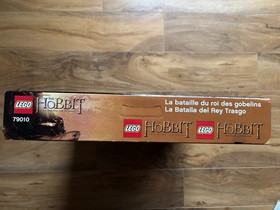 LEGO THE HOBBIT
79010
La bataille du roi des gobelins
La Batalla del Rey Trasgo
LEGO THE HOBBIT LEGO THE HOBBIT